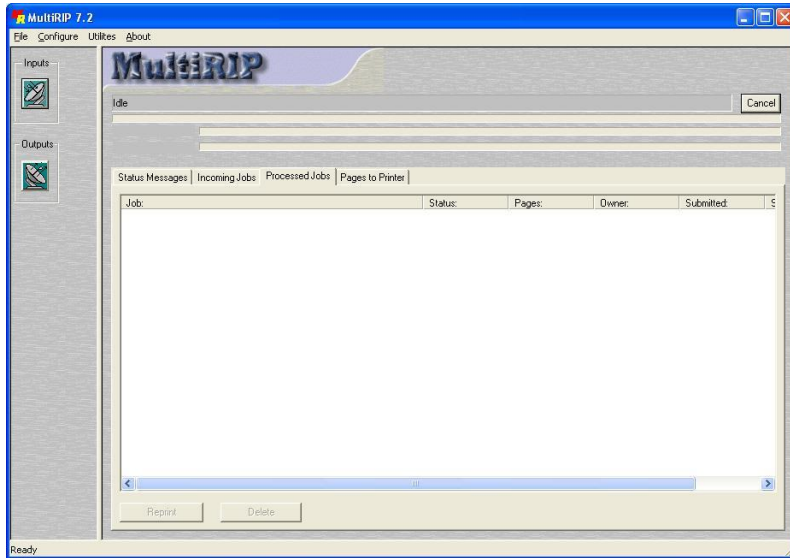 MultiRIP 7.2
File Configure Utilites About
Inputs
Outputs
MultiRIP
Idle
Cancel
Status Messages Incoming Jobs Processed Jobs Pages to Printer
Job: Status: Pages: Owner: Submitted: S
Reprint Delete
Ready